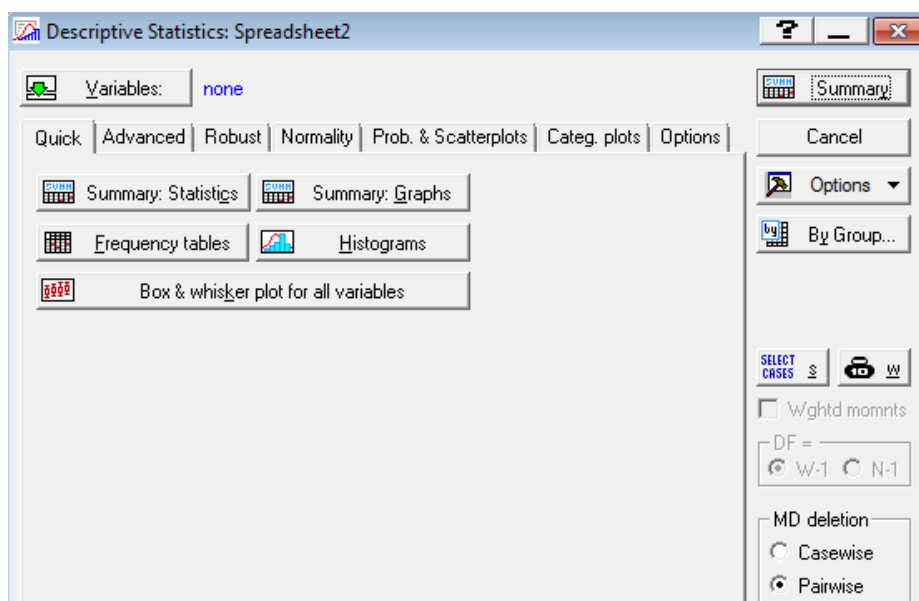 Descriptive Statistics: Spreadsheet2
?
Variables:
none
Summary
Quick
Advanced
Robust
Normality
Prob. & Scatterplots
Categ. plots
Options
Cancel
Summary: Statistics
Summary: Graphs
Options
Frequency tables
Histograms
By Group...
Box & whisker plot for all variables
SELECT CASES S
W
Wghtd momnts
DF =
W-1
N-1
MD deletion
Casewise
Pairwise